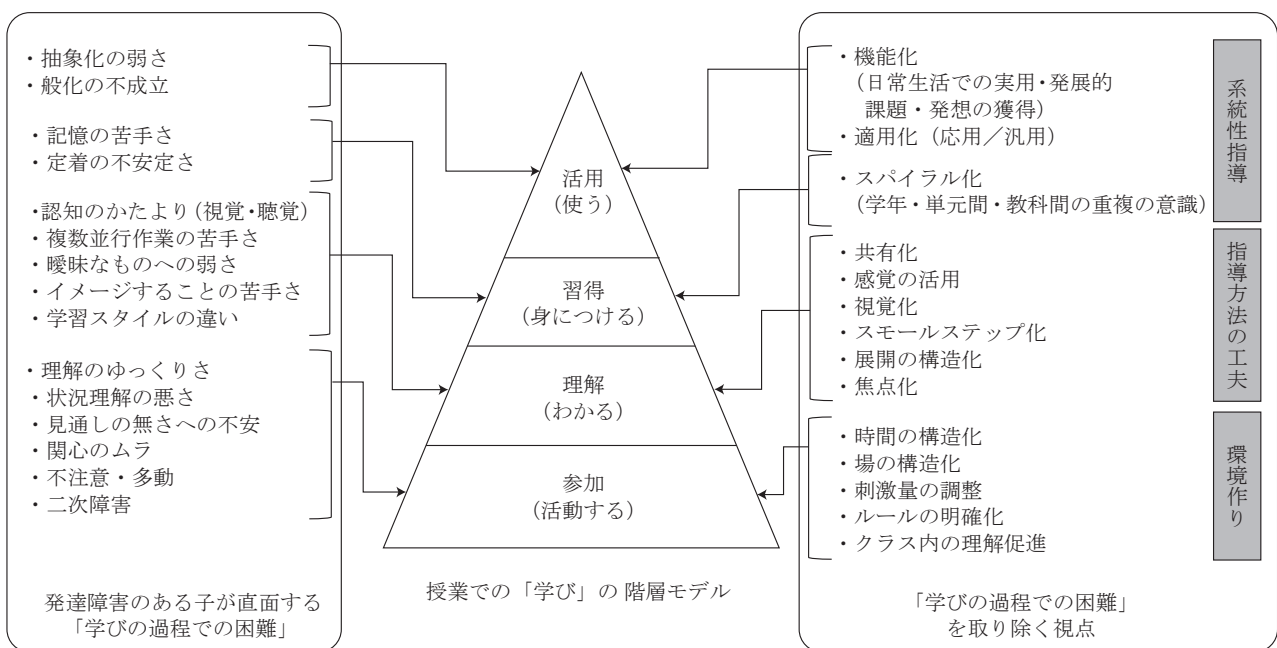 ・抽象化の弱さ
・般化の不成立
・記憶の苦手さ
・定着の不安定さ
・認知のかたより（視覚・聴覚）
・複数並行作業の苦手さ
・曖昧なものへの弱さ
・イメージすることの苦手さ
・学習スタイルの違い
・理解のゆっくりさ
・状況理解の悪さ
・見通しの無さへの不安
・関心のムラ
・不注意・多動
・二次障害
発達障害のある子が直面する
「学びの過程での困難」
活用
（使う）
習得
（身につける）
理解
（わかる）
参加
（活動する）
授業での「学び」の 階層モデル
・機能化
（日常生活での実用・発展的
課題・発想の獲得）
・適用化（応用／汎用）
・スパイラル化
（学年・単元間・教科間の重複の意識）
・共有化
・感覚の活用
・視覚化
・スモールステップ化
・展開の構造化
・焦点化
・時間の構造化
・場の構造化
・刺激量の調整
・ルールの明確化
・クラス内の理解促進
系統性指導
指導方法の工夫
環境作り
「学びの過程での困難」
を取り除く視点